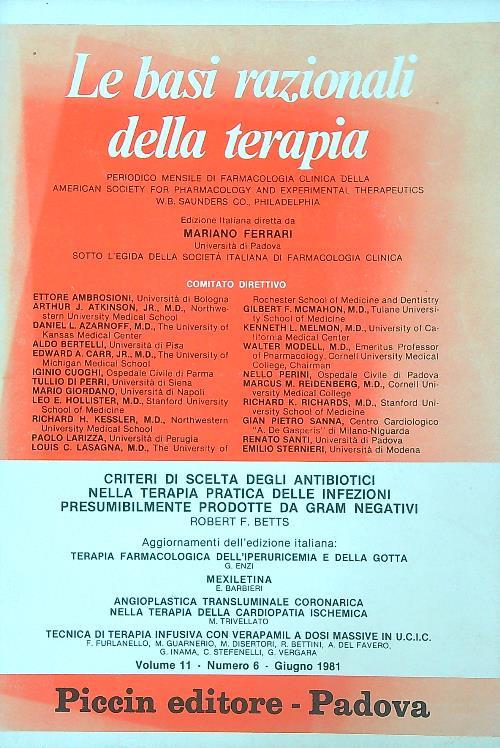 Le basi razionali
della terapia
PERIODICO MENSILE DI FARMACOLOGIA CLINICA DELLA
AMERICAN SOCIETY FOR PHARMACOLOGY AND EXPERIMENTAL THERAPEUTICS
W.B. SAUNDERS CO., PHILADELPHIA
Edizione Italiana diretta da
MARIANO FERRARI
Università di Padova
SOTTO L'EGIDA DELLA SOCIETÀ ITALIANA DI FARMACOLOGIA CLINICA
COMITATO DIRETTIVO
ETTORE AMBROSIONI, Università di Bologna
ARTHUR J. ATKINSON, JR., M.D., Northwe-
stern University Medical School
DANIEL L. AZARNOFF, M.D., The University of
Kansas Medical Center
ALDO BERTELLI, Università di Pisa
EDWARD A. CARR, JR., M.D., The University of
Michigan Medical School
IGINIO CUOGHI, Ospedale Civile di Parma
TULLIO DI PERRI, Università di Siena
MARIO GIORDANO, Università di Napoli
LEO E. HOLLISTER, M.D., Stanford University
School of Medicine
RICHARD H. KESSLER, M.D., Northwestern
University Medical School
PAOLO LARIZZA, Università di Perugia
LOUIS C. LASAGNA, M.D., The University of
Rochester School of Medicine and Dentistry
GILBERT F. MCMAHON, M.D., Tulane Universi-
ty School of Medicine
KENNETH L. MELMON, M.D., University of Ca-
lifornia Medical Center
WALTER MODELL, M.D., Emeritus Professor
of Pharmacology. Cornell University Medical
College, Chairman
NELLO PERINI, Ospedale Civile di Padova
MARCUS M. REIDENBERG, M.D., Cornell Uni-
versity Medical College
RICHARD K. RICHARDS, M.D., Stanford Uni-
versity School of Medicine
GIAN PIETRO SANNA, Centro Cardiologico
"A. De Gasperis" di Milano-Niguarda
RENATO SANTI, Università di Padova
EMILIO STERNIERI, Università di Modena
CRITERI DI SCELTA DEGLI ANTIBIOTICI
NELLA TERAPIA PRATICA DELLE INFEZIONI
PRESUMIBILMENTE PRODOTTE DA GRAM NEGATIVI
ROBERT F. BETTS
Aggiornamenti dell'edizione italiana:
TERAPIA FARMACOLOGICA DELL'IPERURICEMIA E DELLA GOTTA
G. ENZI
MEXILETINA
E. BARBIERI
ANGIOPLASTICA TRANSLUMINALE CORONARICA
NELLA TERAPIA DELLA CARDIOPATIA ISCHEMICA
M. TRIVELLATO
TECNICA DI TERAPIA INFUSIVA CON VERAPAMIL A DOSI MASSIVE IN U.C.I.C.
F. FURLANELLO, M. GUARNERIO, M. DISERTORI, R. BETTINI, A. DEL FAVERO,
G. INAMA, C. STEFENELLI, G. VERGARA
Volume 11 - Numero 6 - Giugno 1981
Piccin editore - Padova